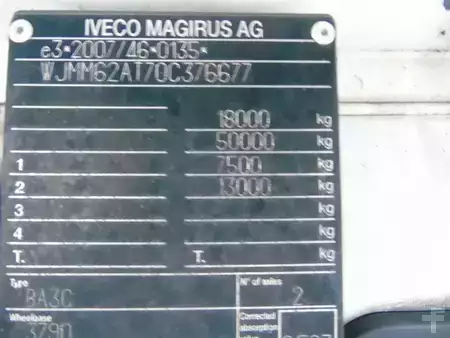 IVECO MAGIRUS AG
e3*2007/46*0135*
WJMM62AT70C376677
18000 kg
50000 kg
1 7500 kg
2 13000 kg
3 kg
4 kg
T. T. kg
Type N° of axles
BA3C 2
Wheelbase Corrected
3790 absorption